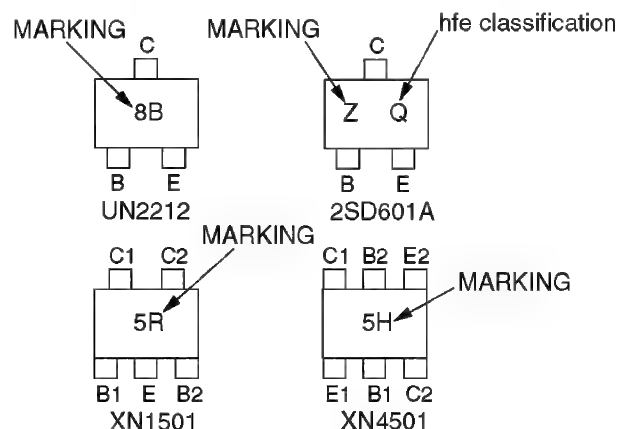 MARKING C
8B
B E
UN2212
MARKING C hfe classification
Z Q
B E
2SD601A
C1 C2 MARKING
5R
B1 E B2
XN1501
C1 B2 E2
5H MARKING
E1 B1 C2
XN4501